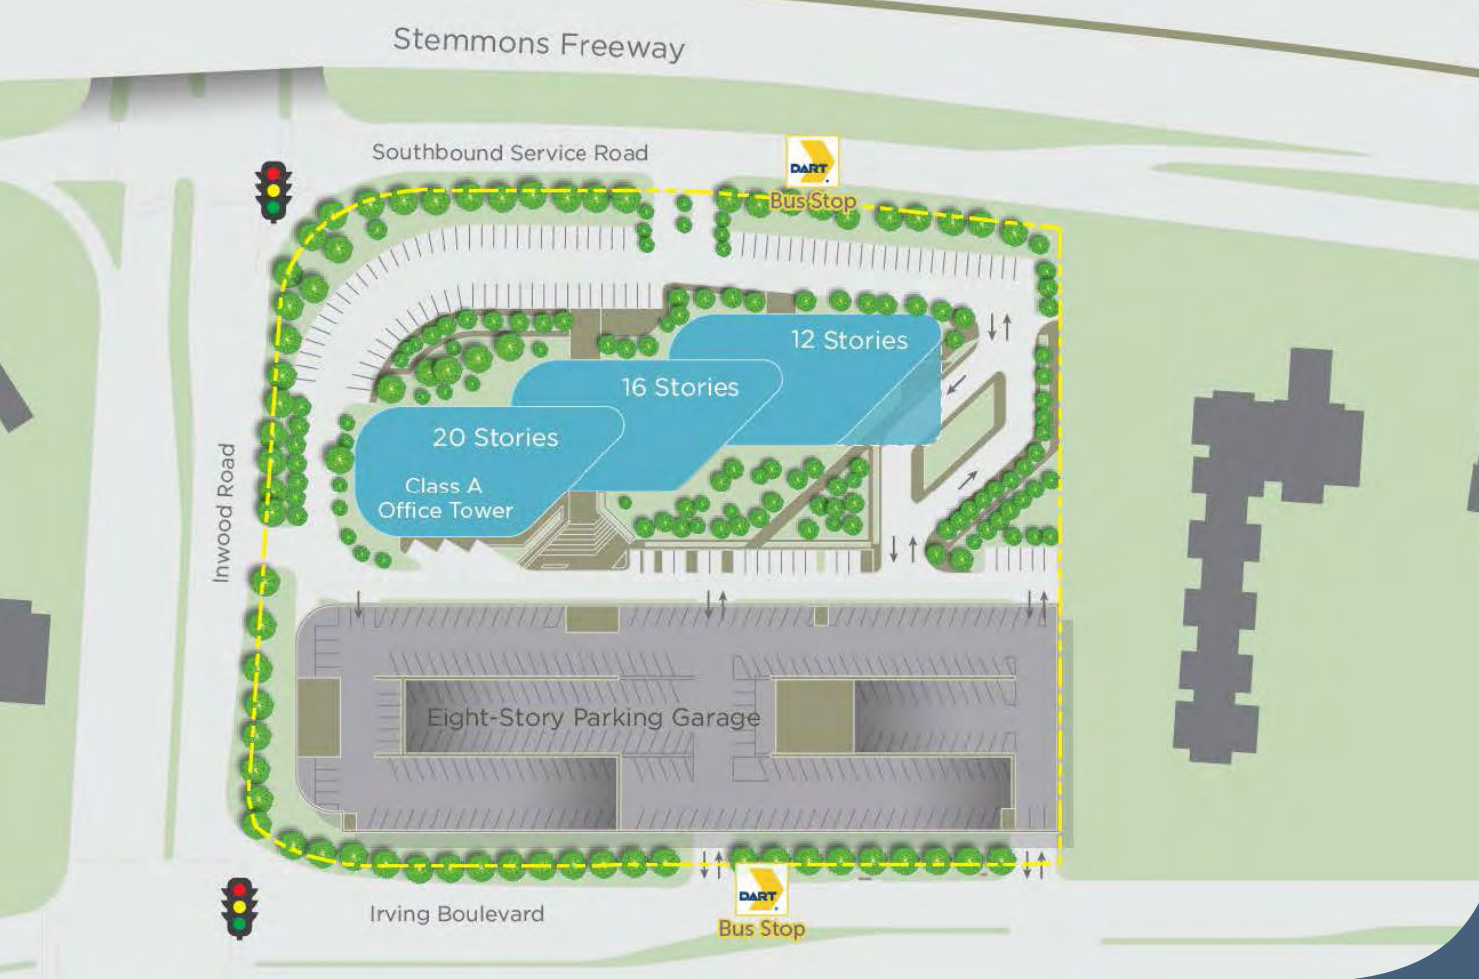 Stemmons Freeway
Southbound Service Road
DART
Bus Stop
12 Stories
16 Stories
20 Stories
Class A
Office Tower
Inwood Road
Eight-Story Parking Garage
DART
Irving Boulevard
Bus Stop